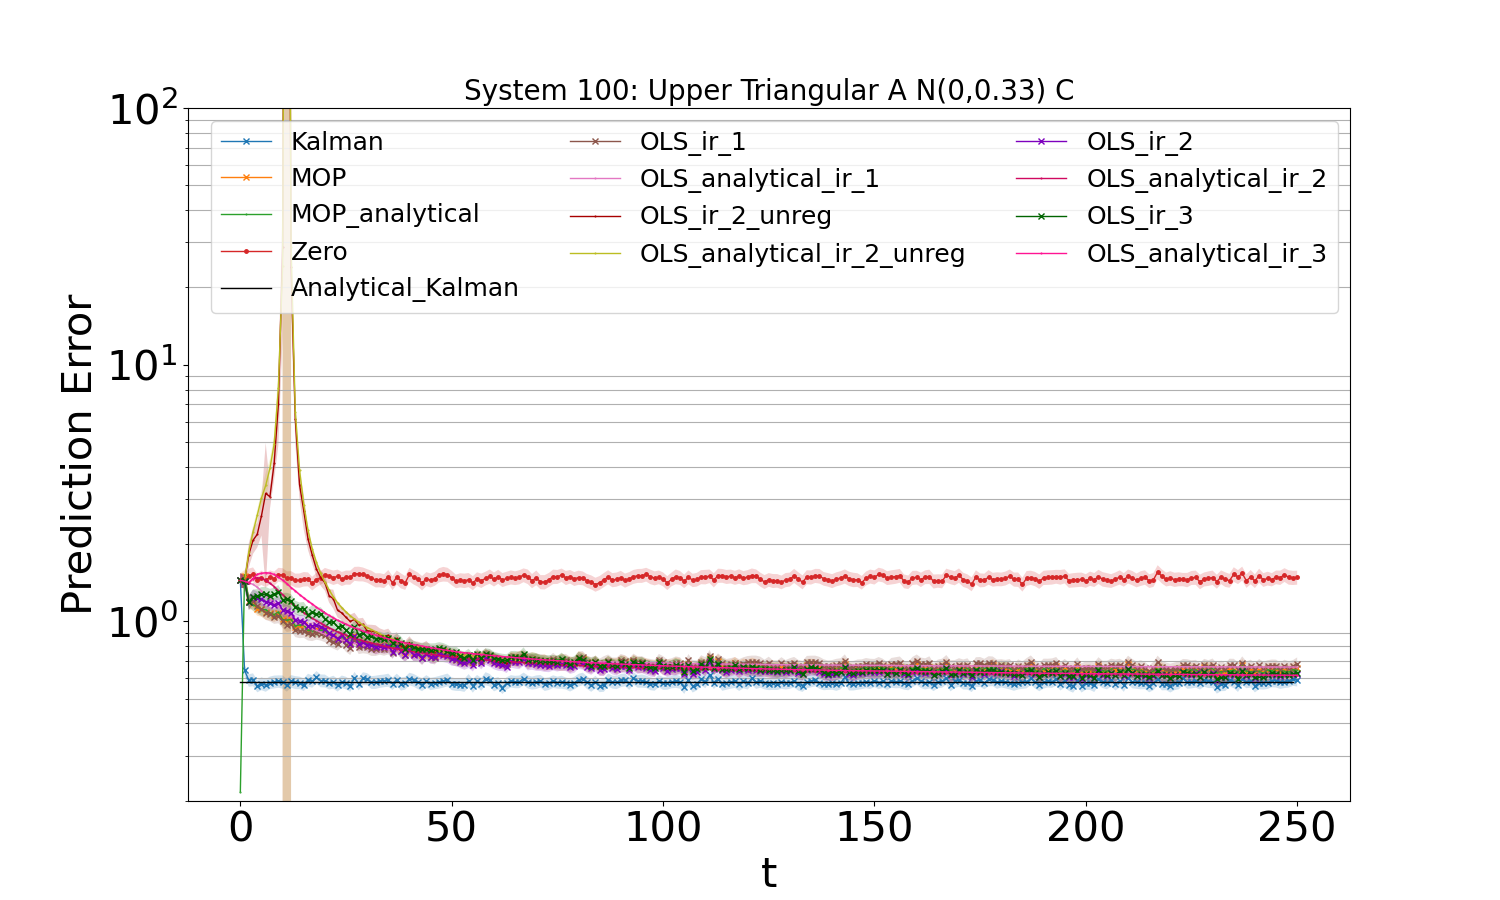 System 100: Upper Triangular A N(0,0.33) C
10²
10¹
10⁰
Prediction Error
Kalman
MOP
MOP_analytical
Zero
Analytical_Kalman
OLS_ir_1
OLS_analytical_ir_1
OLS_ir_2_unreg
OLS_analytical_ir_2_unreg
OLS_ir_2
OLS_analytical_ir_2
OLS_ir_3
OLS_analytical_ir_3
0 50 100 150 200 250
t